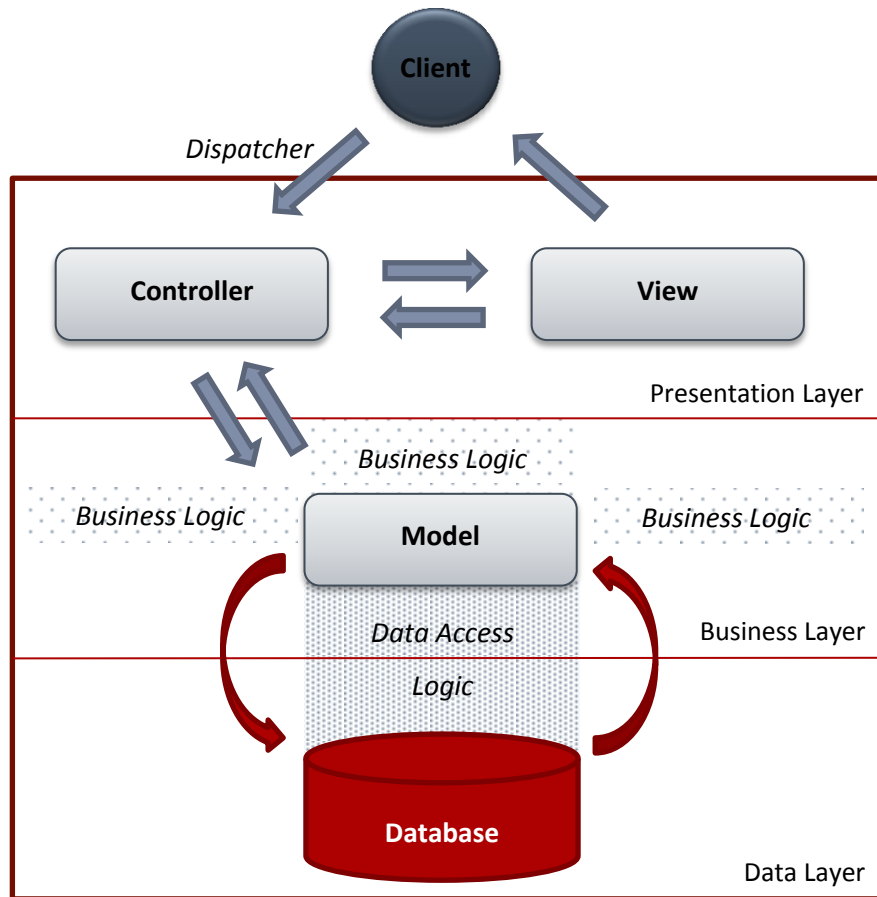 Client
Dispatcher
Controller
View
Presentation Layer
Business Logic
Business Logic
Business Logic
Model
Data Access
Business Layer
Logic
Database
Data Layer